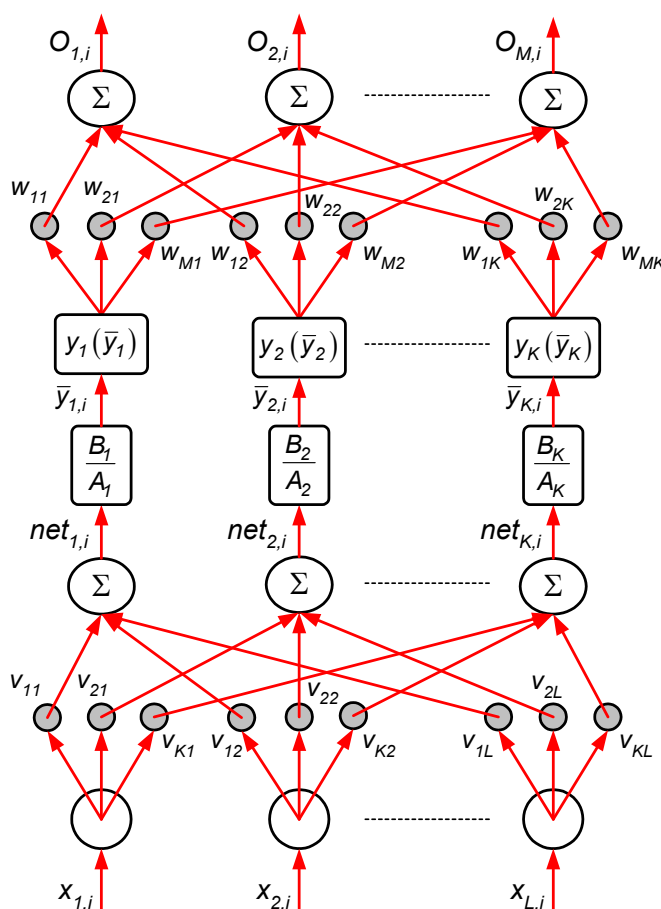 O1,i O2,i OM,i
Σ Σ Σ
w11 w21 wM1 w12 w22 wM2 w1K w2K wMK
y1(ȳ1) y2(ȳ2) yK(ȳK)
ȳ1,i ȳ2,i ȳK,i
B1 B2 BK
A1 A2 AK
net1,i net2,i netK,i
Σ Σ Σ
v11 v21 vK1 v12 v22 vK2 v1L v2L vKL
x1,i x2,i xL,i